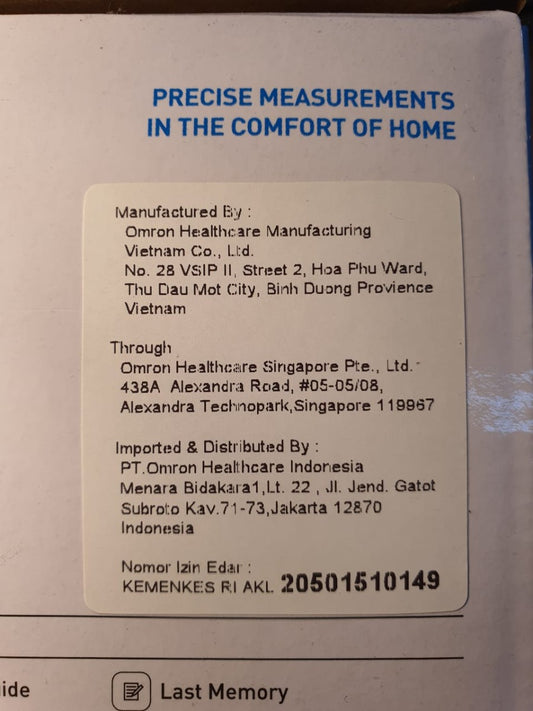 PRECISE MEASUREMENTS
IN THE COMFORT OF HOME
Manufactured By :
Omron Healthcare Manufacturing
Vietnam Co., Ltd.
No. 28 VSIP II, Street 2, Hoa Phu Ward,
Thu Dau Mot City, Binh Duong Provience
Vietnam
Through
Omron Healthcare Singapore Pte., Ltd.
438A Alexandra Road, #05-05/08,
Alexandra Technopark,Singapore 119967
Imported & Distributed By :
PT.Omron Healthcare Indonesia
Menara Bidakara1,Lt. 22 , Jl. Jend. Gatot
Subroto Kav.71-73,Jakarta 12870
Indonesia
Nomor Izin Edar :
KEMENKES RI AKL 20501510149
ide
Last Memory